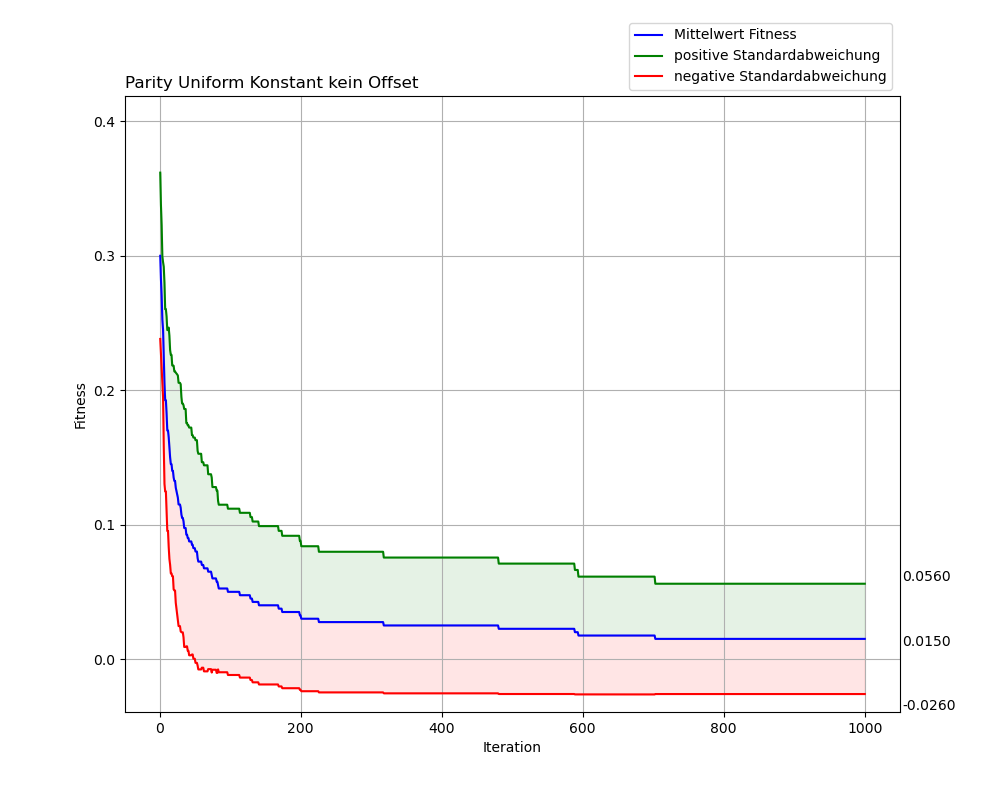 Mittelwert Fitness
positive Standardabweichung
negative Standardabweichung
Parity Uniform Konstant kein Offset
0.4
0.3
0.2
0.1
0.0
Fitness
0.0560
0.0150
-0.0260
0 200 400 600 800 1000
Iteration